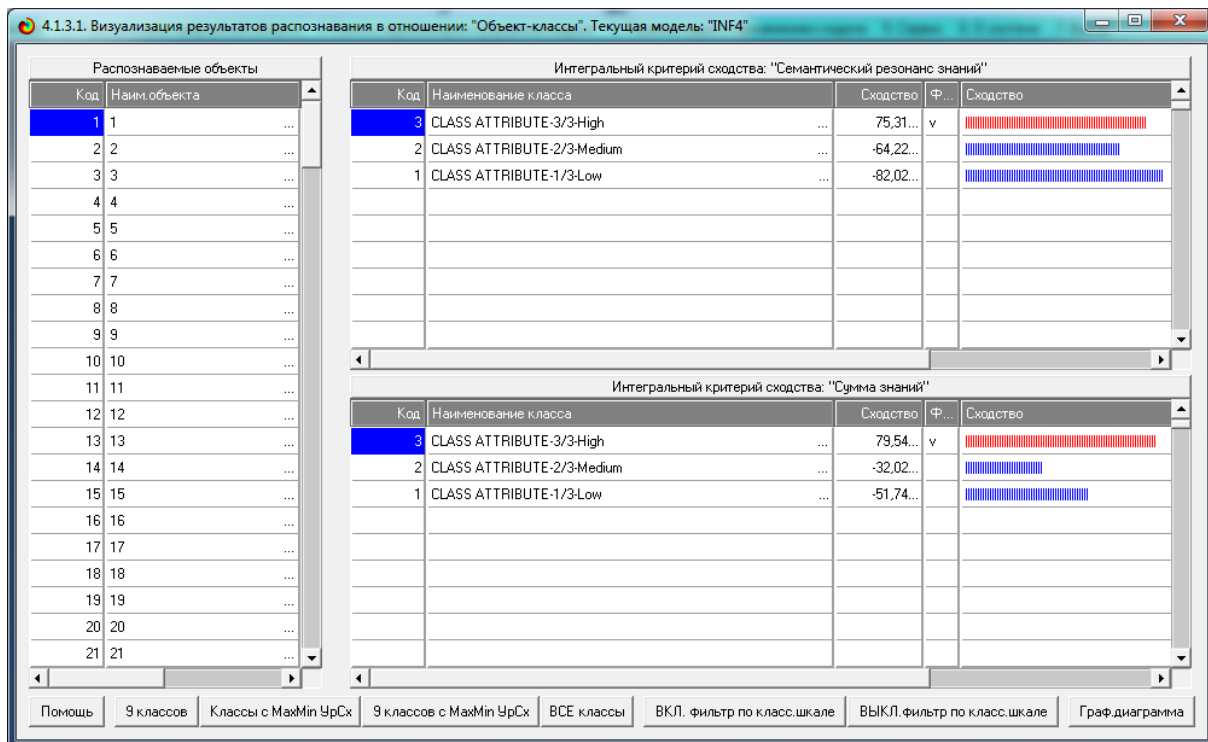 4.1.3.1. Визуализация результатов распознавания в отношении: "Объект-классы". Текущая модель: "INF4"
Распознаваемые объекты
Код Наим.объекта
1 1 ...
2 2 ...
3 3 ...
4 4 ...
5 5 ...
6 6 ...
7 7 ...
8 8 ...
9 9 ...
10 10 ...
11 11 ...
12 12 ...
13 13 ...
14 14 ...
15 15 ...
16 16 ...
17 17 ...
18 18 ...
19 19 ...
20 20 ...
21 21 ...
Интегральный критерий сходства: "Семантический резонанс знаний"
Код Наименование класса Сходство Ф... Сходство
3 CLASS ATTRIBUTE-3/3-High ... 75,31... v
2 CLASS ATTRIBUTE-2/3-Medium ... -64,22...
1 CLASS ATTRIBUTE-1/3-Low ... -82,02...
Интегральный критерий сходства: "Сумма знаний"
Код Наименование класса Сходство Ф... Сходство
3 CLASS ATTRIBUTE-3/3-High ... 79,54... v
2 CLASS ATTRIBUTE-2/3-Medium ... -32,02...
1 CLASS ATTRIBUTE-1/3-Low ... -51,74...
Помощь 9 классов Классы с MaxMin УрСх 9 классов с MaxMin УрСх ВСЕ классы ВКЛ. фильтр по класс.шкале ВЫКЛ.фильтр по класс.шкале Граф.диаграмма